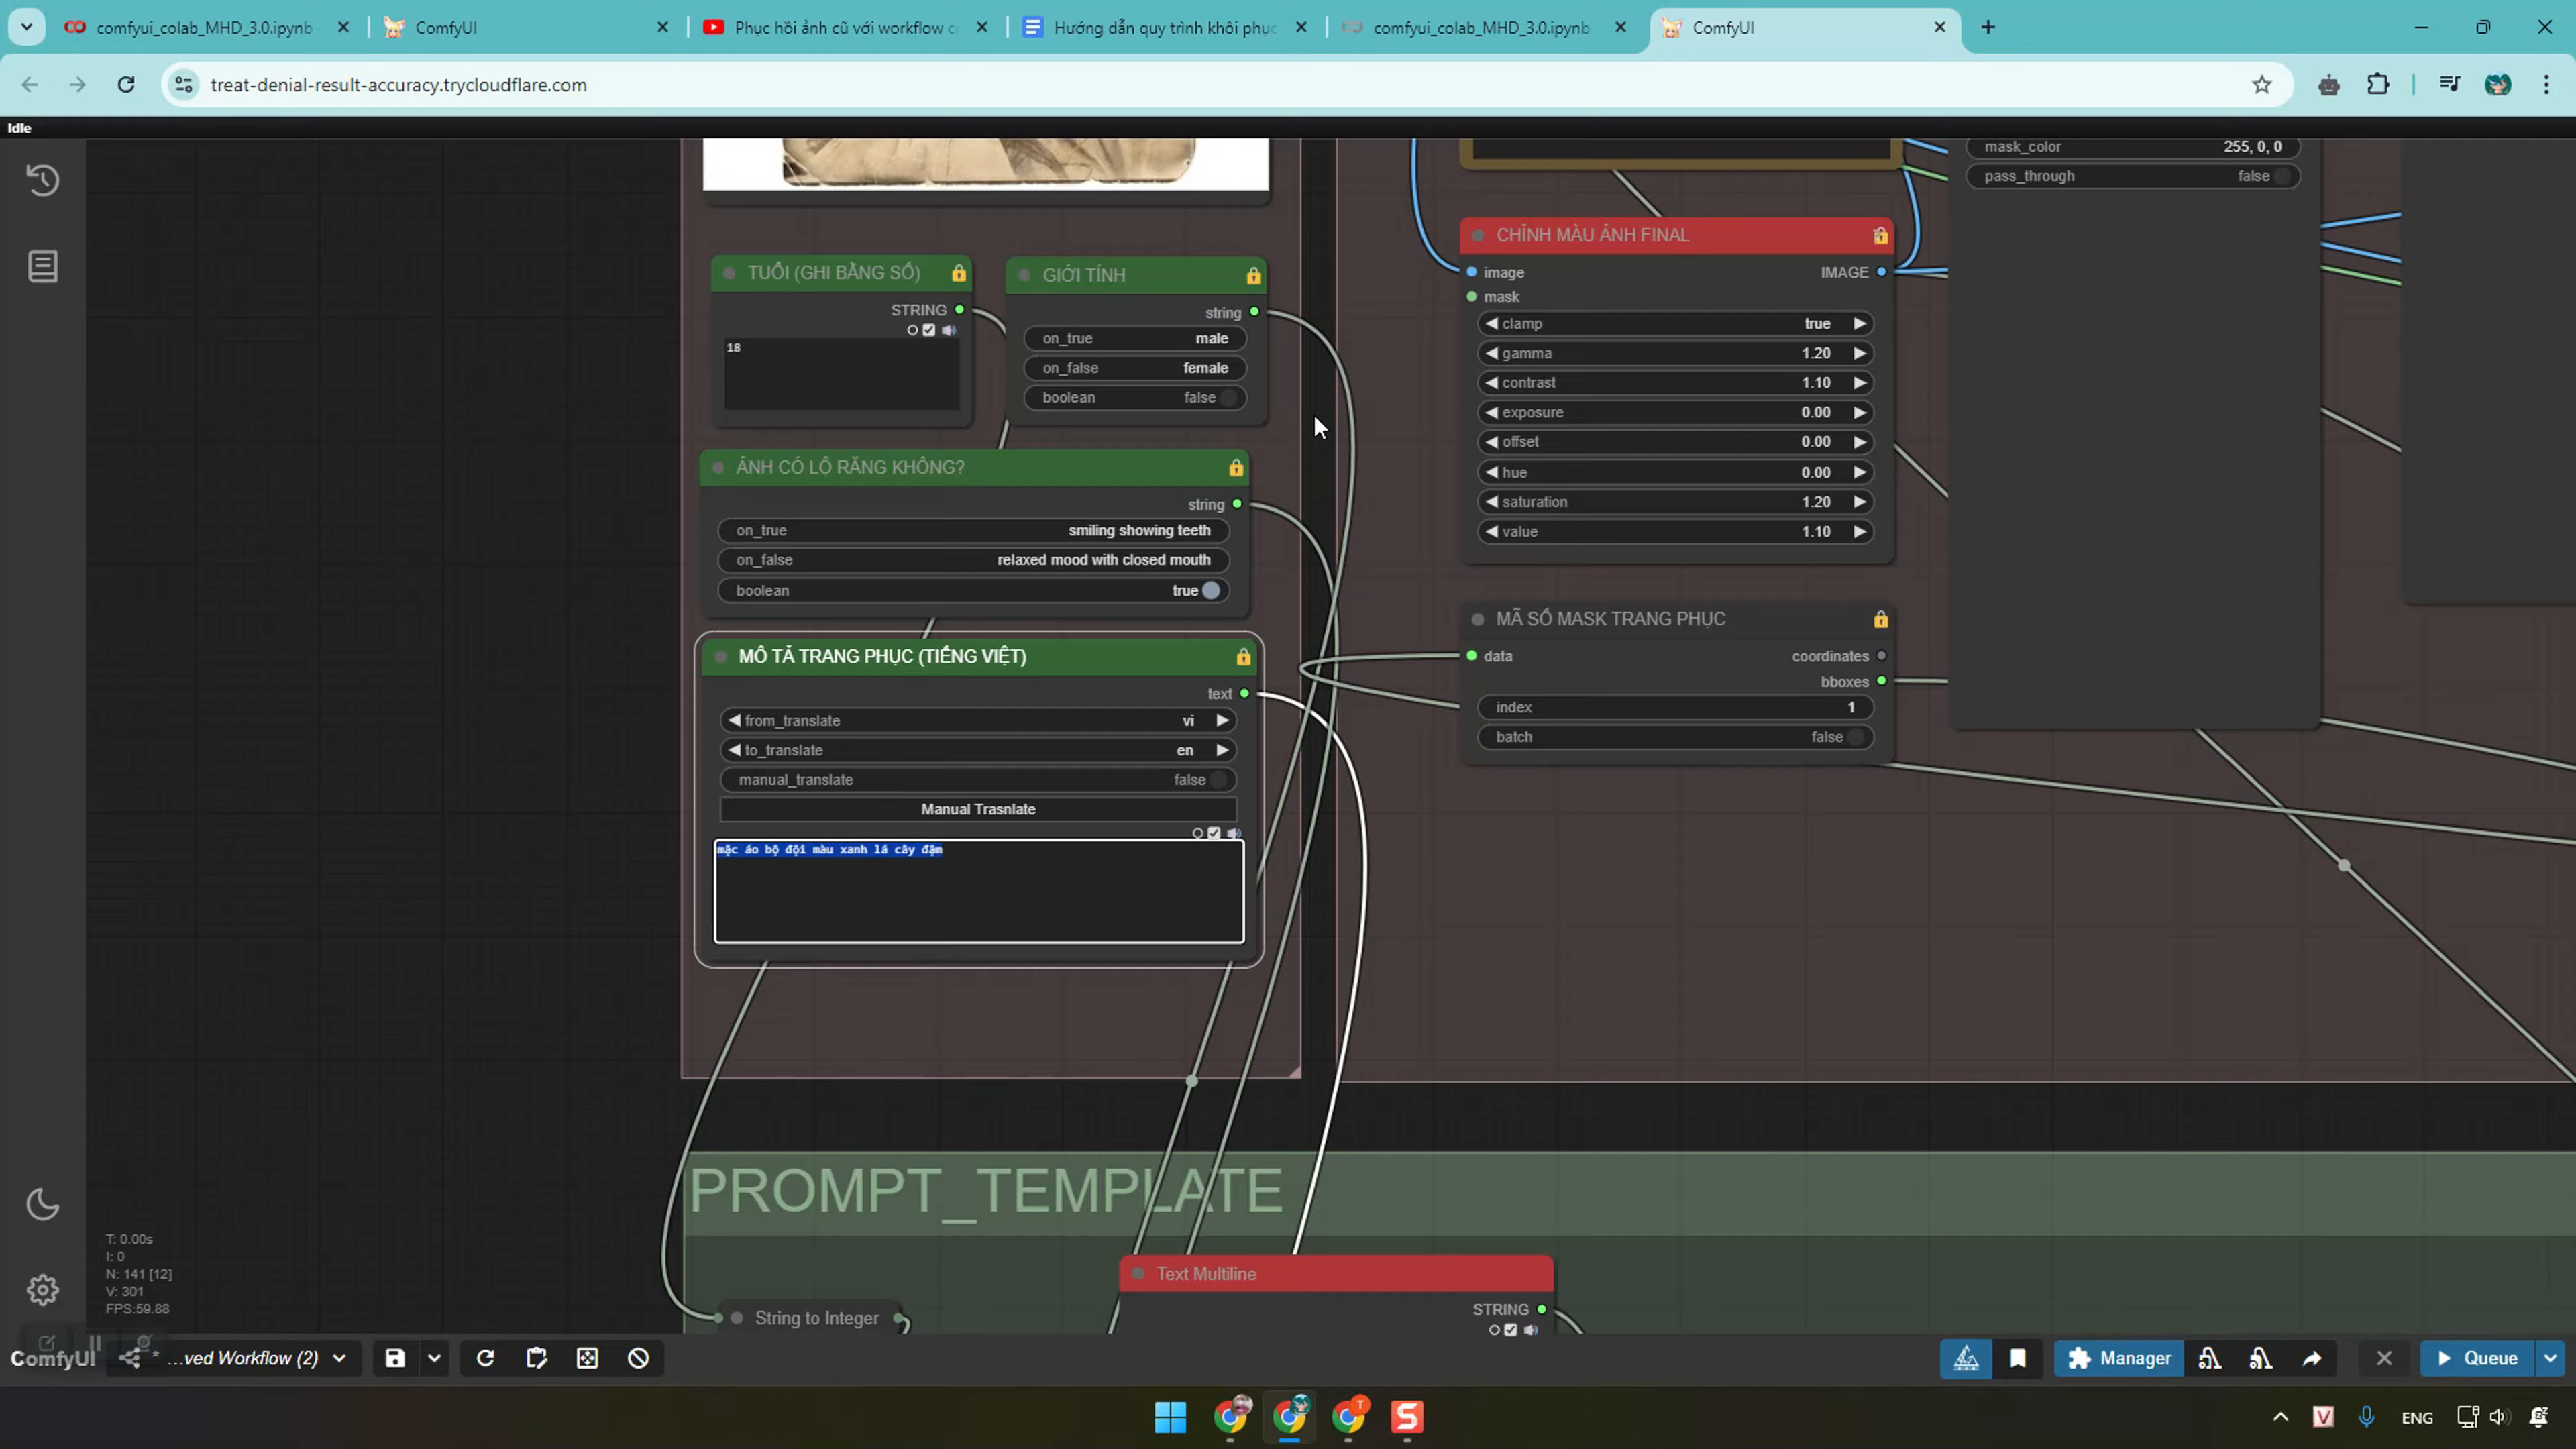 comfyui_colab_MHD_3.0.ipynb
ComfyUI
Phục hồi ảnh cũ với workflow c
Hướng dẫn quy trình khôi phục
comfyui_colab_MHD_3.0.ipynb
ComfyUI
treat-denial-result-accuracy.trycloudflare.com
Idle
TUỔI (GHI BẰNG SỐ)
STRING
18
GIỚI TÍNH
string
on_true male
on_false female
boolean false
ẢNH CÓ LỘ RĂNG KHÔNG?
string
on_true smiling showing teeth
on_false relaxed mood with closed mouth
boolean true
MÔ TẢ TRANG PHỤC (TIẾNG VIỆT)
text
from_translate vi
to_translate en
manual_translate false
Manual Trasnlate
mặc áo bộ đội màu xanh lá cây đậm
CHỈNH MÀU ẢNH FINAL
image IMAGE
mask
clamp true
gamma 1.20
contrast 1.10
exposure 0.00
offset 0.00
hue 0.00
saturation 1.20
value 1.10
MÃ SỐ MASK TRANG PHỤC
data coordinates
bboxes
index 1
batch false
mask_color 255, 0, 0
pass_through false
PROMPT_TEMPLATE
Text Multiline
STRING
String to Integer
T: 0.00s
I: 0
N: 141 [12]
V: 301
FPS:59.88
ComfyUI
* ...ved Workflow (2)
Manager
Queue
ENG